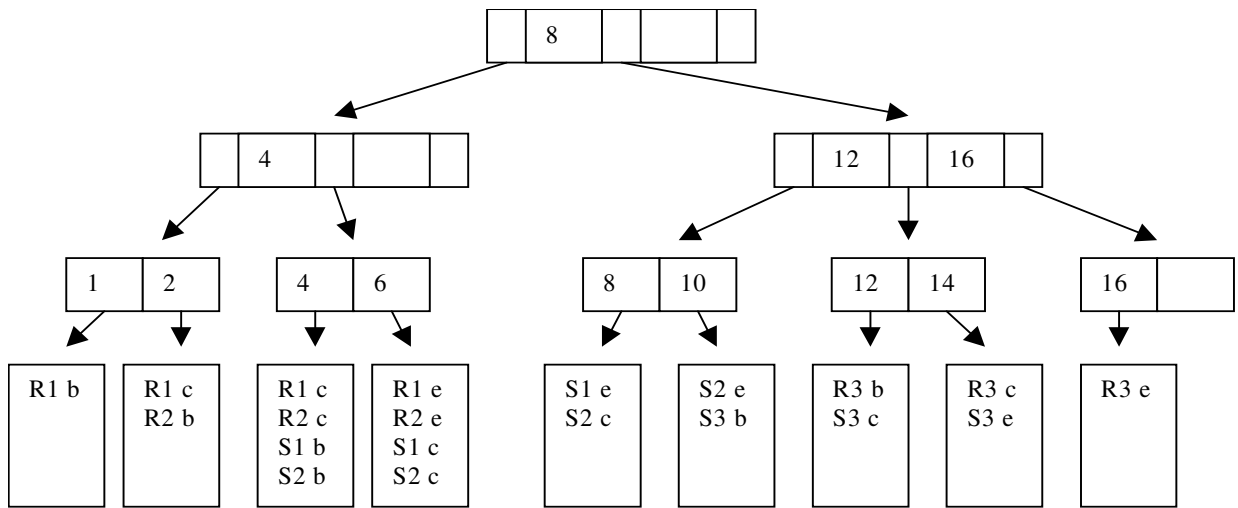 8
4
12 16
1 2
4 6
8 10
12 14
16
R1 b
R1 c
R2 b
R1 c
R2 c
S1 b
S2 b
R1 e
R2 e
S1 c
S2 c
S1 e
S2 c
S2 e
S3 b
R3 b
S3 c
R3 c
S3 e
R3 e